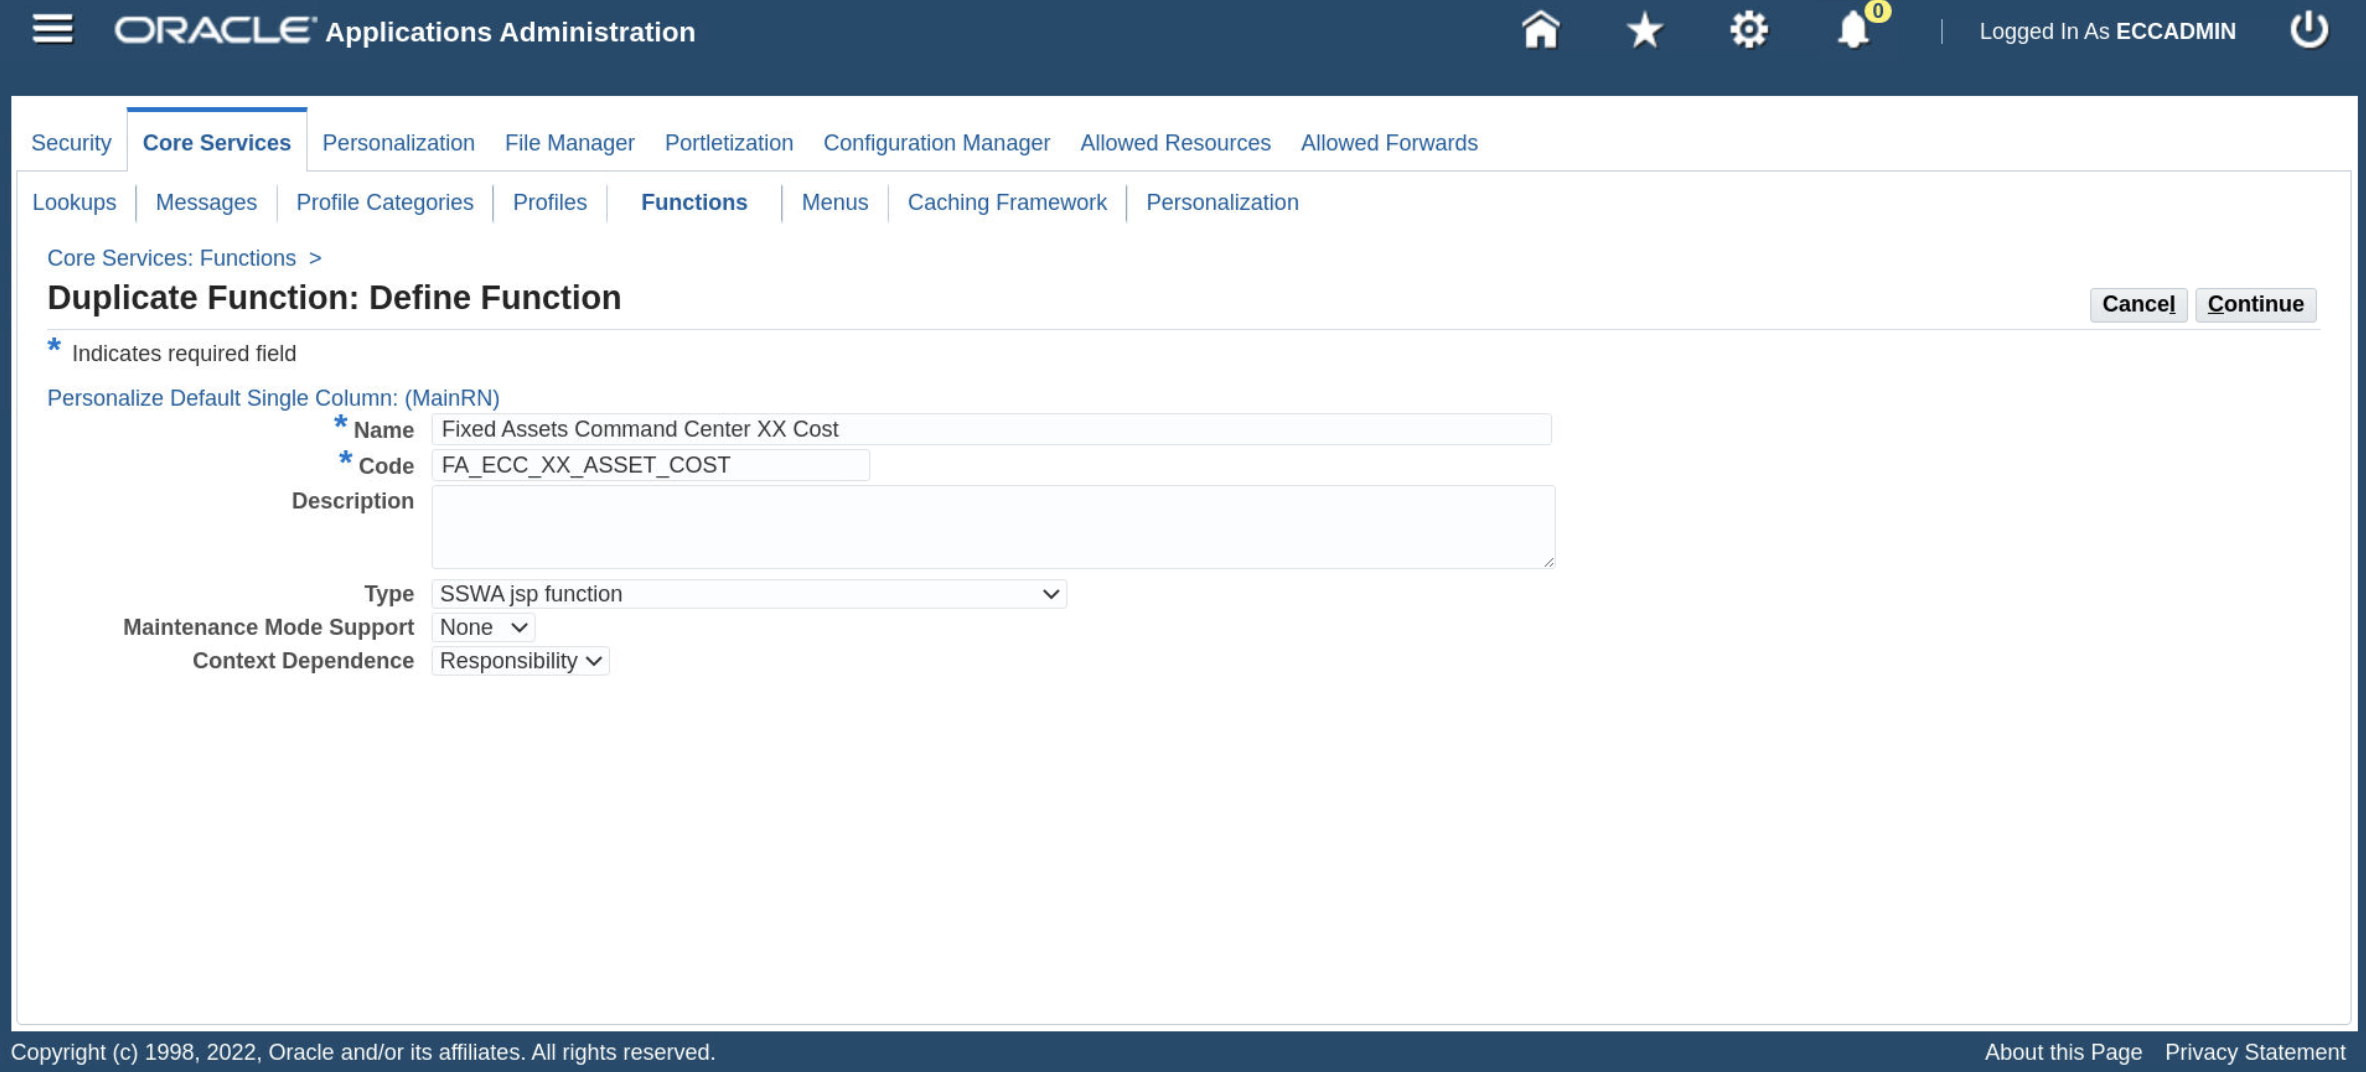 ORACLE Applications Administration 0 Logged In As ECCADMIN
Security Core Services Personalization File Manager Portletization Configuration Manager Allowed Resources Allowed Forwards
Lookups Messages Profile Categories Profiles Functions Menus Caching Framework Personalization
Core Services: Functions >
Duplicate Function: Define Function Cancel Continue
* Indicates required field
Personalize Default Single Column: (MainRN)
* Name Fixed Assets Command Center XX Cost
* Code FA_ECC_XX_ASSET_COST
Description
Type SSWA jsp function
Maintenance Mode Support None
Context Dependence Responsibility
Copyright (c) 1998, 2022, Oracle and/or its affiliates. All rights reserved. About this Page Privacy Statement